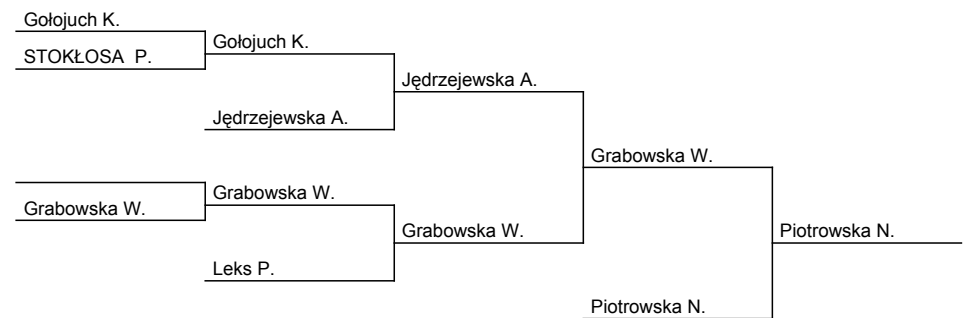 Gołojuch K.
STOKŁOSA P.
Gołojuch K.
Jędrzejewska A.
Jędrzejewska A.
Grabowska W.
Grabowska W.
Grabowska W.
Grabowska W.
Leks P.
Piotrowska N.
Piotrowska N.